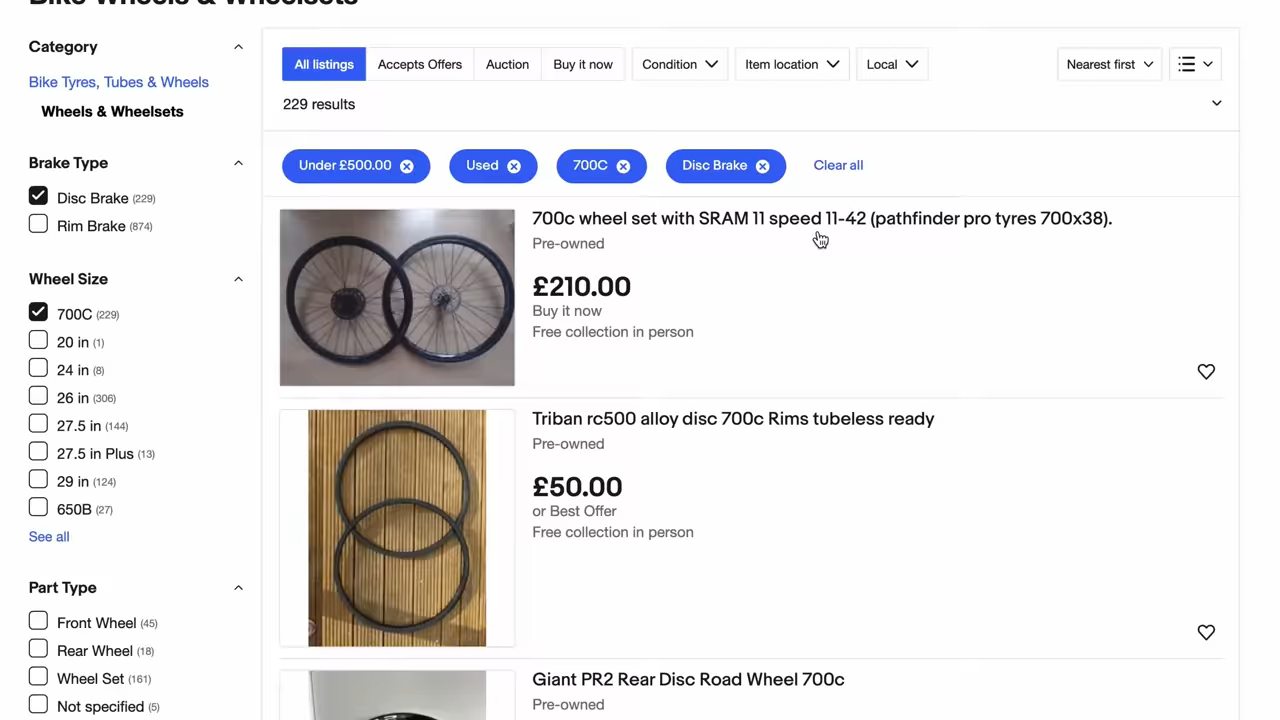 Bike Wheels & Wheelsets
Category
Bike Tyres, Tubes & Wheels
Wheels & Wheelsets
Brake Type
Disc Brake (229)
Rim Brake (874)
Wheel Size
700C (229)
20 in (1)
24 in (8)
26 in (306)
27.5 in (144)
27.5 in Plus (13)
29 in (124)
650B (27)
See all
Part Type
Front Wheel (45)
Rear Wheel (18)
Wheel Set (161)
Not specified (5)
All listings
Accepts Offers
Auction
Buy it now
Condition
Item location
Local
Nearest first
229 results
Under £500.00
Used
700C
Disc Brake
Clear all
700c wheel set with SRAM 11 speed 11-42 (pathfinder pro tyres 700x38).
Pre-owned
£210.00
Buy it now
Free collection in person
Triban rc500 alloy disc 700c Rims tubeless ready
Pre-owned
£50.00
or Best Offer
Free collection in person
Giant PR2 Rear Disc Road Wheel 700c
Pre-owned